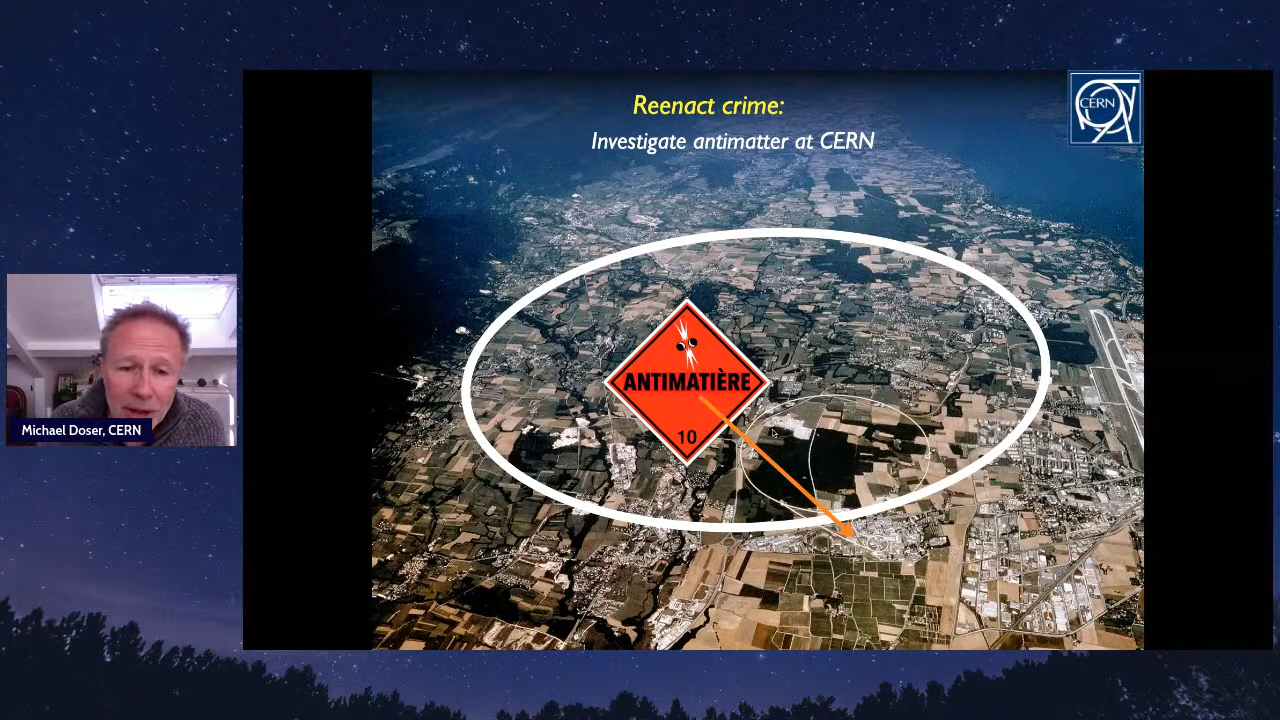 Reenact crime:
Investigate antimatter at CERN
CERN
ANTIMATIÈRE
10
Michael Doser, CERN